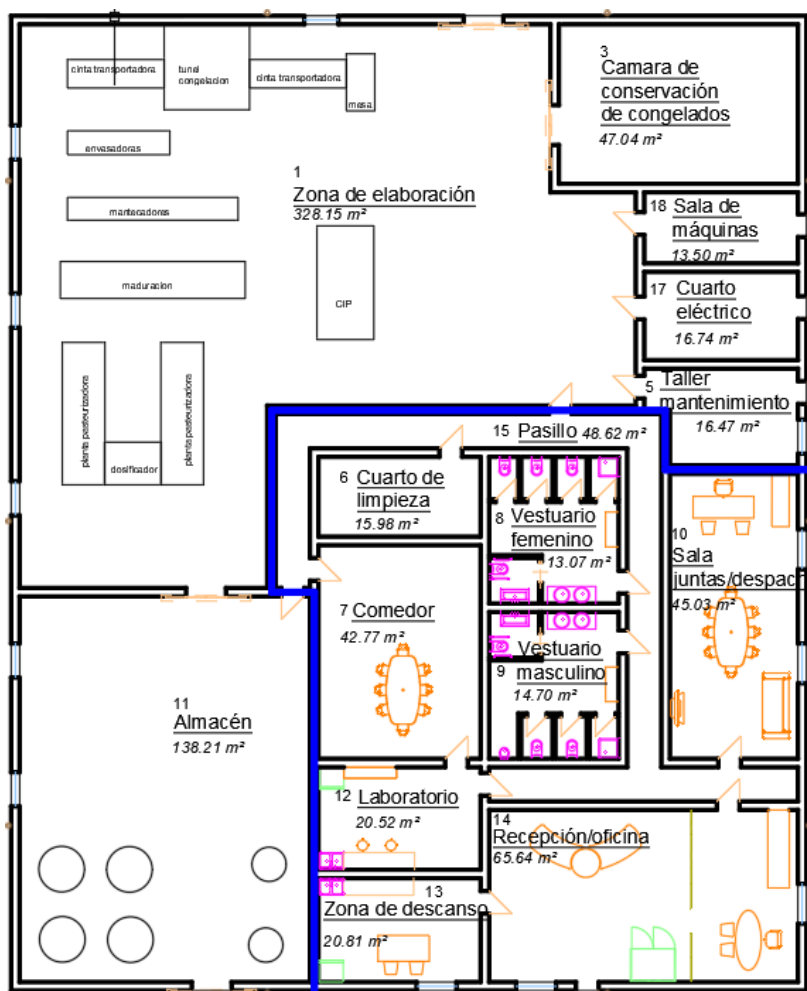 cinta transportadora
tunel
congelacion
cinta transportadora
mesa
3
Camara de
conservación
de congelados
47.04 m²
envasadoras
1
Zona de elaboración
328.15 m²
mantecadores
18 Sala de
máquinas
13.50 m²
maduracion
CIP
17 Cuarto
eléctrico
16.74 m²
planta pasteurizadora
dosificador
planta pasteurizadora
5 Taller
mantenimiento
16.47 m²
15 Pasillo 48.62 m²
6 Cuarto de
limpieza
15.98 m²
8 Vestuario
femenino
13.07 m²
10
Sala
juntas/despac
45.03 m²
7 Comedor
42.77 m²
Vestuario
masculino
9 14.70 m²
11
Almacén
138.21 m²
12 Laboratorio
20.52 m²
14
Recepción/oficina
65.64 m²
13
Zona de descanso
20.81 m²